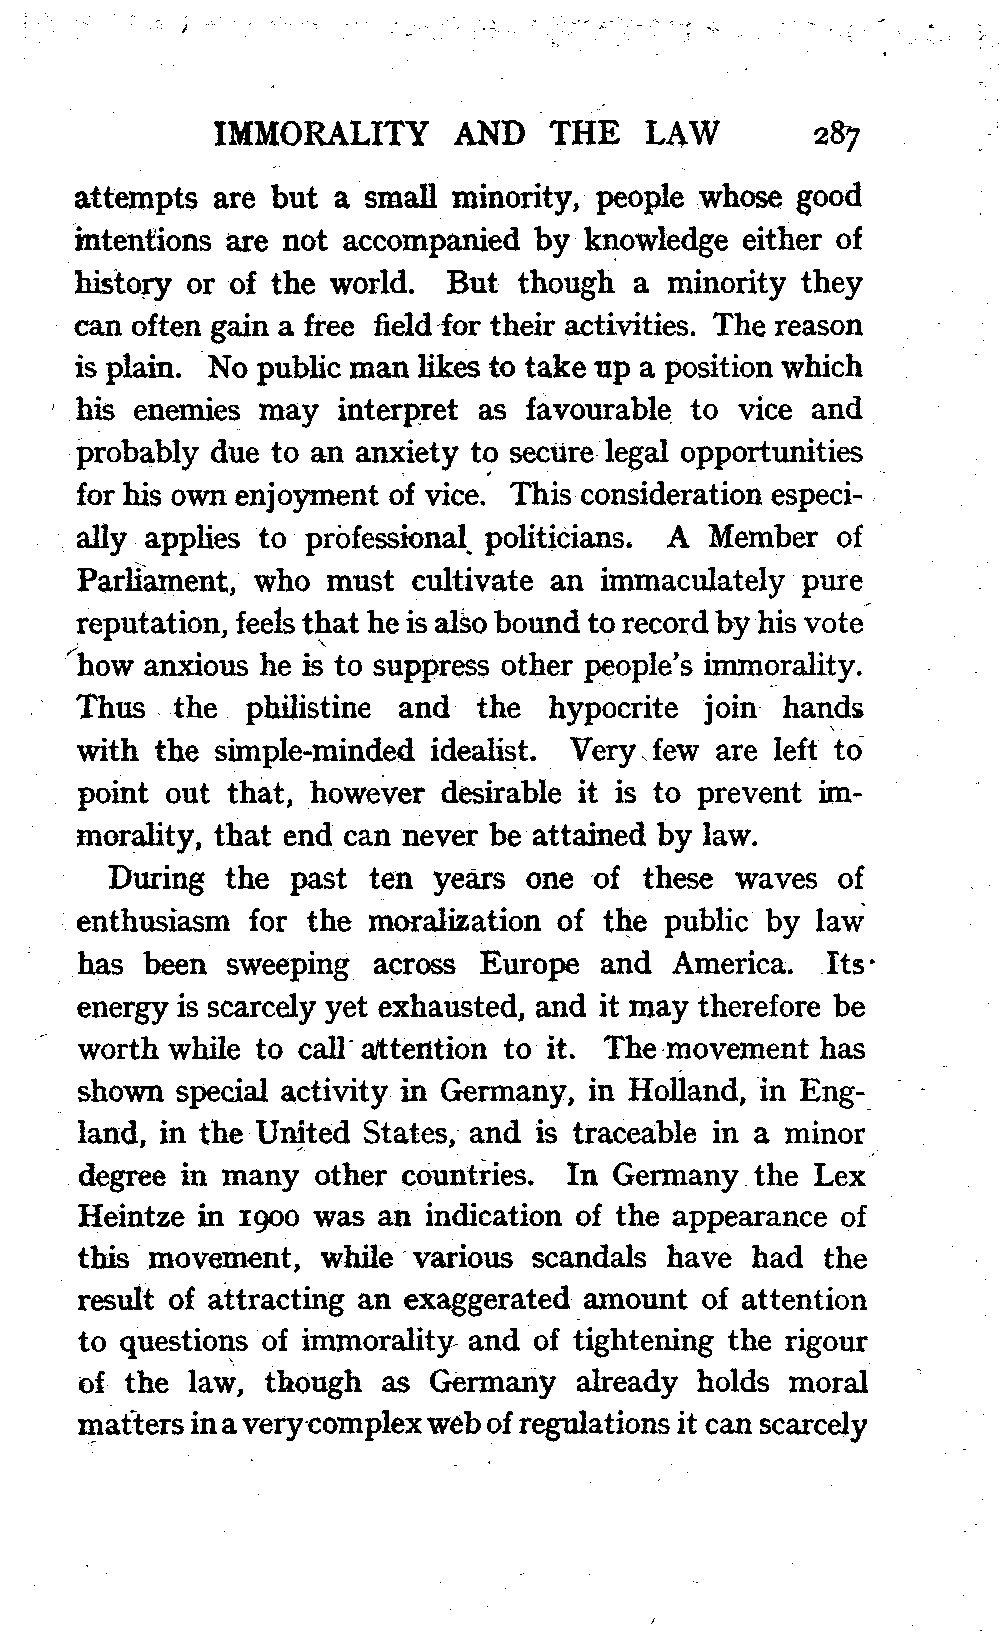 IMMORALITY AND THE LAW 287
attempts are but a small minority, people whose good
intentions are not accompanied by knowledge either of
history or of the world. But though a minority they
can often gain a free field for their activities. The reason
is plain. No public man likes to take up a position which
his enemies may interpret as favourable to vice and
probably due to an anxiety to secure legal opportunities
for his own enjoyment of vice. This consideration especi-
ally applies to professional politicians. A Member of
Parliament, who must cultivate an immaculately pure
reputation, feels that he is also bound to record by his vote
how anxious he is to suppress other people's immorality.
Thus the philistine and the hypocrite join hands
with the simple-minded idealist. Very few are left to
point out that, however desirable it is to prevent im-
morality, that end can never be attained by law.
During the past ten years one of these waves of
enthusiasm for the moralization of the public by law
has been sweeping across Europe and America. Its
energy is scarcely yet exhausted, and it may therefore be
worth while to call attention to it. The movement has
shown special activity in Germany, in Holland, in Eng-
land, in the United States, and is traceable in a minor
degree in many other countries. In Germany the Lex
Heintze in 1900 was an indication of the appearance of
this movement, while various scandals have had the
result of attracting an exaggerated amount of attention
to questions of immorality and of tightening the rigour
of the law, though as Germany already holds moral
matters in a very complex web of regulations it can scarcely